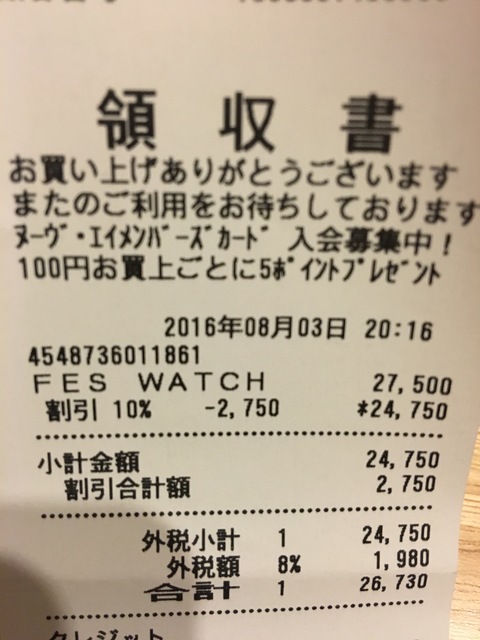 領収書
お買い上げありがとうございます
またのご利用をお待ちしております
ﾇｰｳﾞ・ｴｲﾒﾝﾊﾞｰｽﾞｶｰﾄﾞ 入会募集中！
100円お買上ごとに5ﾎﾟｲﾝﾄﾌﾟﾚｾﾞﾝﾄ
2016年08月03日 20:16
4548736011861
ＦＥＳ ＷＡＴＣＨ 27,500
割引 10% -2,750 *24,750
小計金額 24,750
割引合計額 2,750
外税小計 1 24,750
外税額 8% 1,980
合計 1 26,730
クレジット